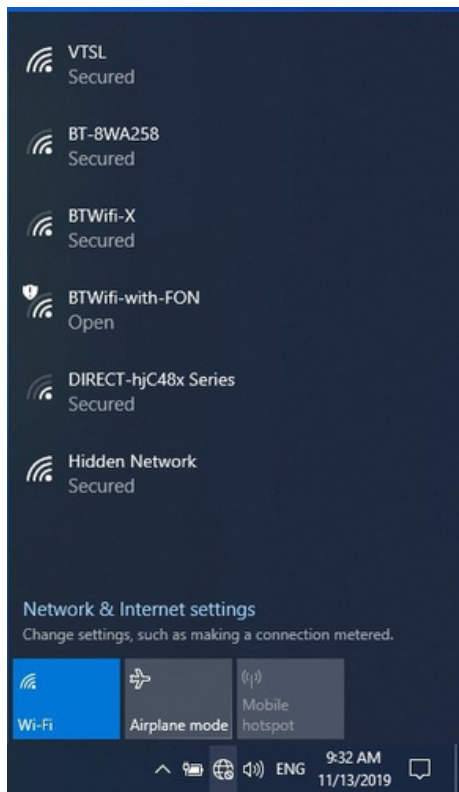 VTSL
Secured
BT-8WA258
Secured
BTWifi-X
Secured
BTWifi-with-FON
Open
DIRECT-hjC48x Series
Secured
Hidden Network
Secured
Network & Internet settings
Change settings, such as making a connection metered.
Wi-Fi
Airplane mode
Mobile
hotspot
ENG
9:32 AM
11/13/2019